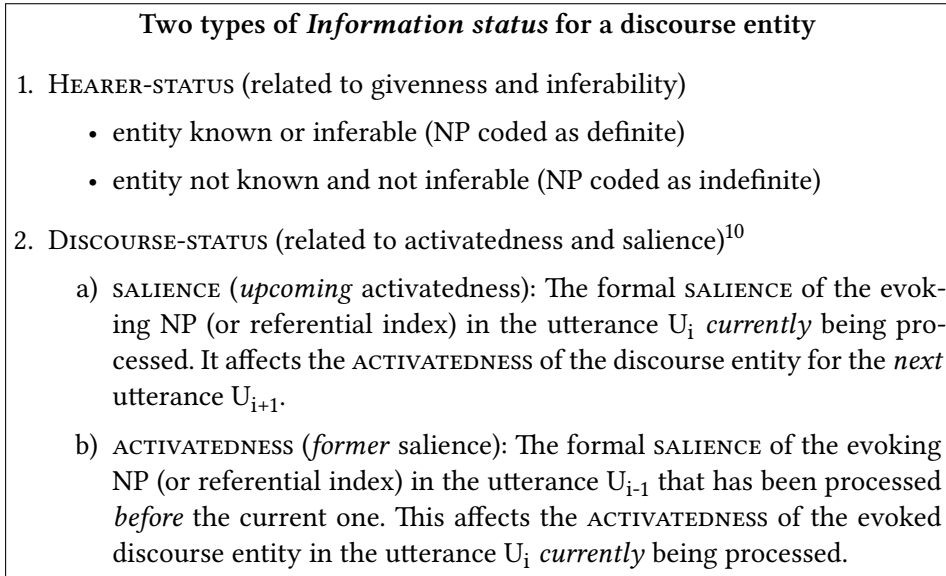 Two types of Information status for a discourse entity
1. HEARER-STATUS (related to givenness and inferability)
• entity known or inferable (NP coded as definite)
• entity not known and not inferable (NP coded as indefinite)
2. DISCOURSE-STATUS (related to activatedness and salience)10
a) SALIENCE (upcoming activatedness): The formal SALIENCE of the evok-
ing NP (or referential index) in the utterance Ui currently being pro-
cessed. It affects the ACTIVATEDNESS of the discourse entity for the next
utterance Ui+1.
b) ACTIVATEDNESS (former salience): The formal SALIENCE of the evoking
NP (or referential index) in the utterance Ui-1 that has been processed
before the current one. This affects the ACTIVATEDNESS of the evoked
discourse entity in the utterance Ui currently being processed.